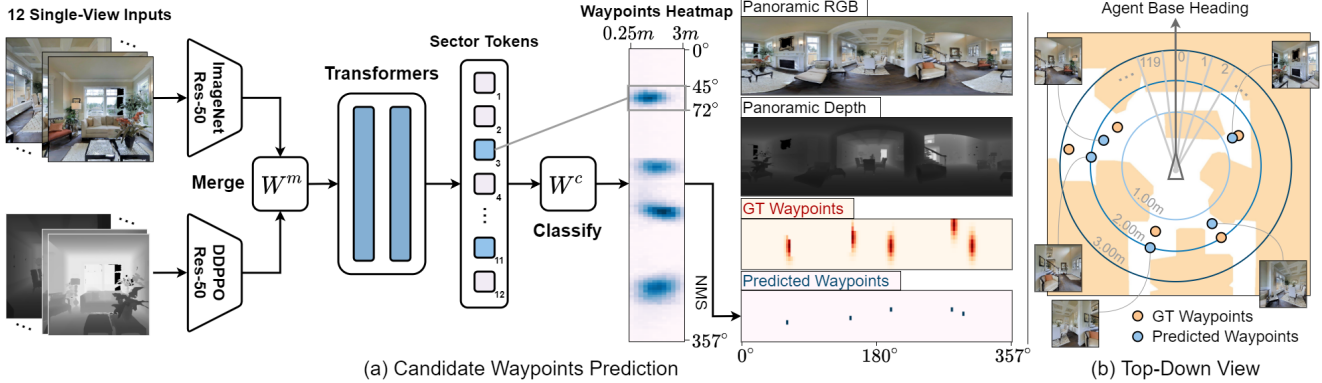 12 Single-View Inputs
ImageNet
Res-50
DDPPO
Res-50
Merge
W^m
Transformers
Sector Tokens
1
2
3
4
11
12
W^c
Classify
Waypoints Heatmap
0.25m 3m
0°
45°
72°
NMS
357°
Panoramic RGB
Panoramic Depth
GT Waypoints
Predicted Waypoints
0° 180° 357°
(a) Candidate Waypoints Prediction
Agent Base Heading
119 0 1 2
1.00m
2.00m
3.00m
GT Waypoints
Predicted Waypoints
(b) Top-Down View